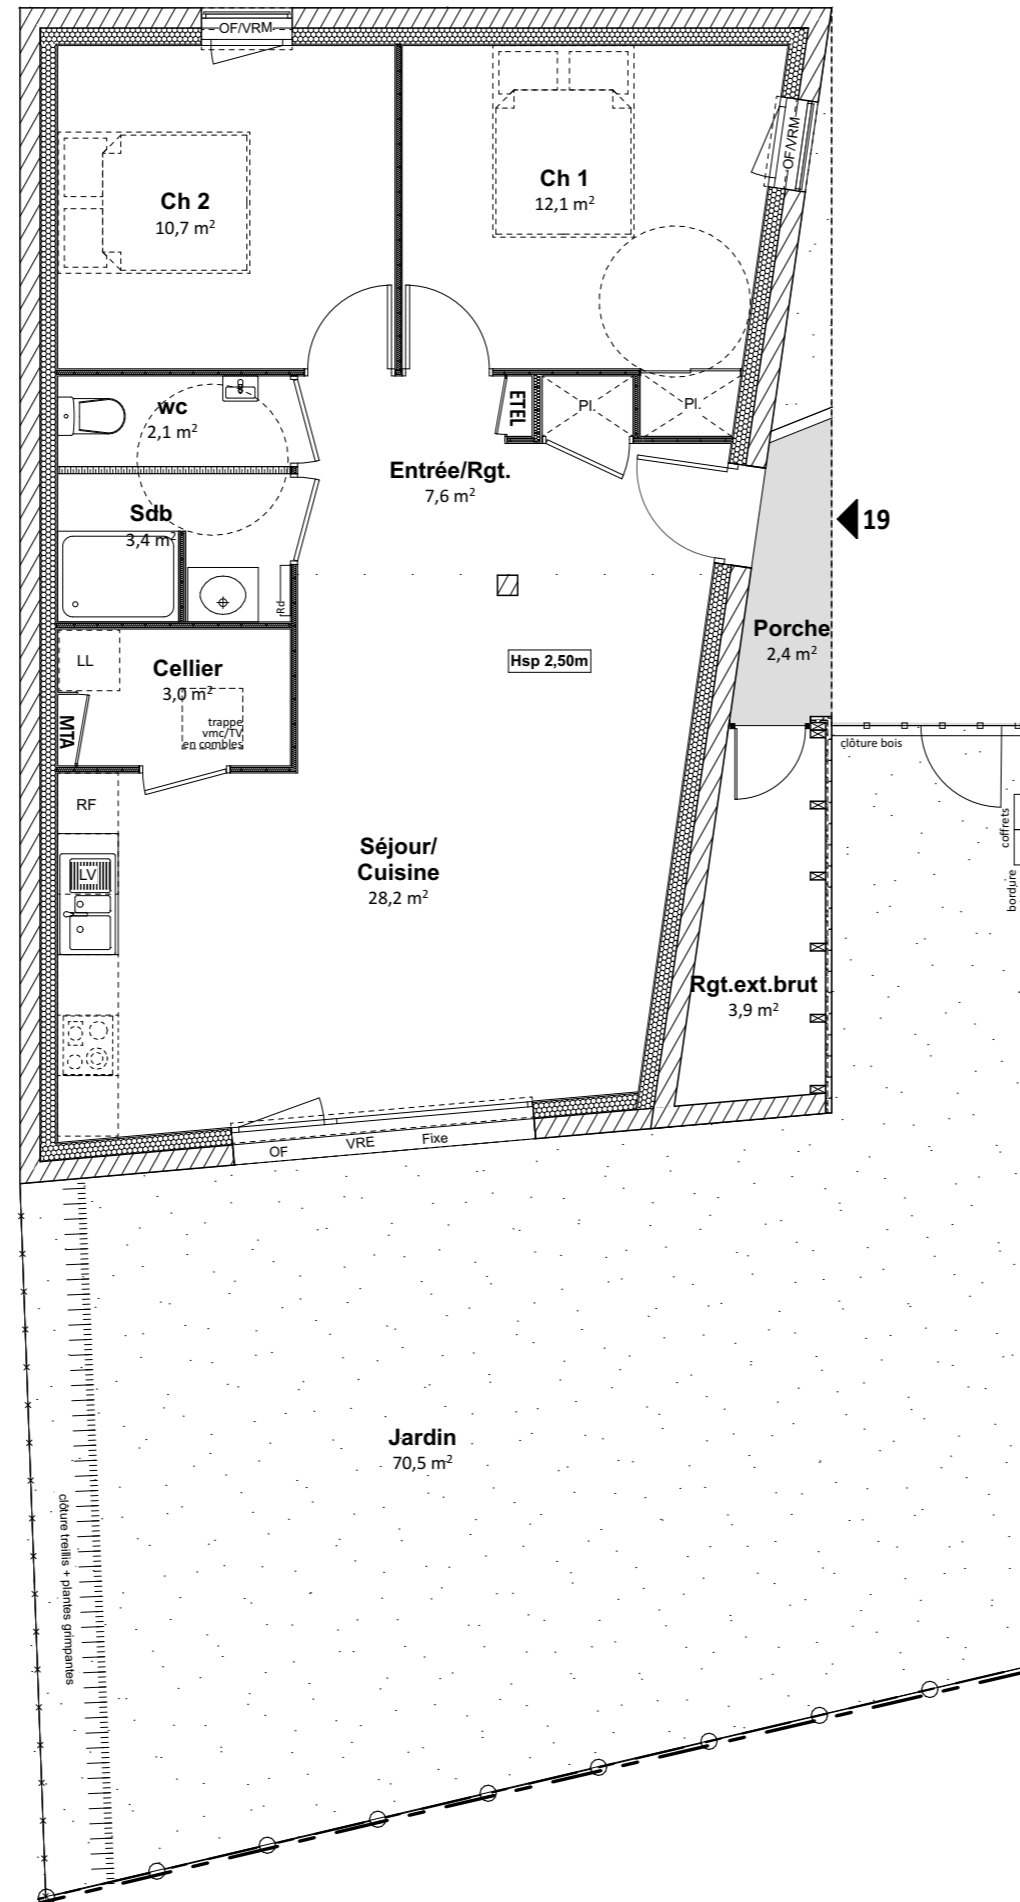 OF/VRM
OF/VRM
Ch 2
10,7 m²
Ch 1
12,1 m²
wc
2,1 m²
ETEL
Pl.
Pl.
Entrée/Rgt.
7,6 m²
Sdb
3,4 m²
Rd
19
Hsp 2,50m
Porche
2,4 m²
LL
Cellier
3,0 m²
MTA
trappe
vmc/TV
en combles
clôture bois
RF
coffrets
bordure
LV
Séjour/
Cuisine
28,2 m²
Rgt.ext.brut
3,9 m²
OF
VRE
Fixe
Jardin
70,5 m²
clôture treillis + plantes grimpantes